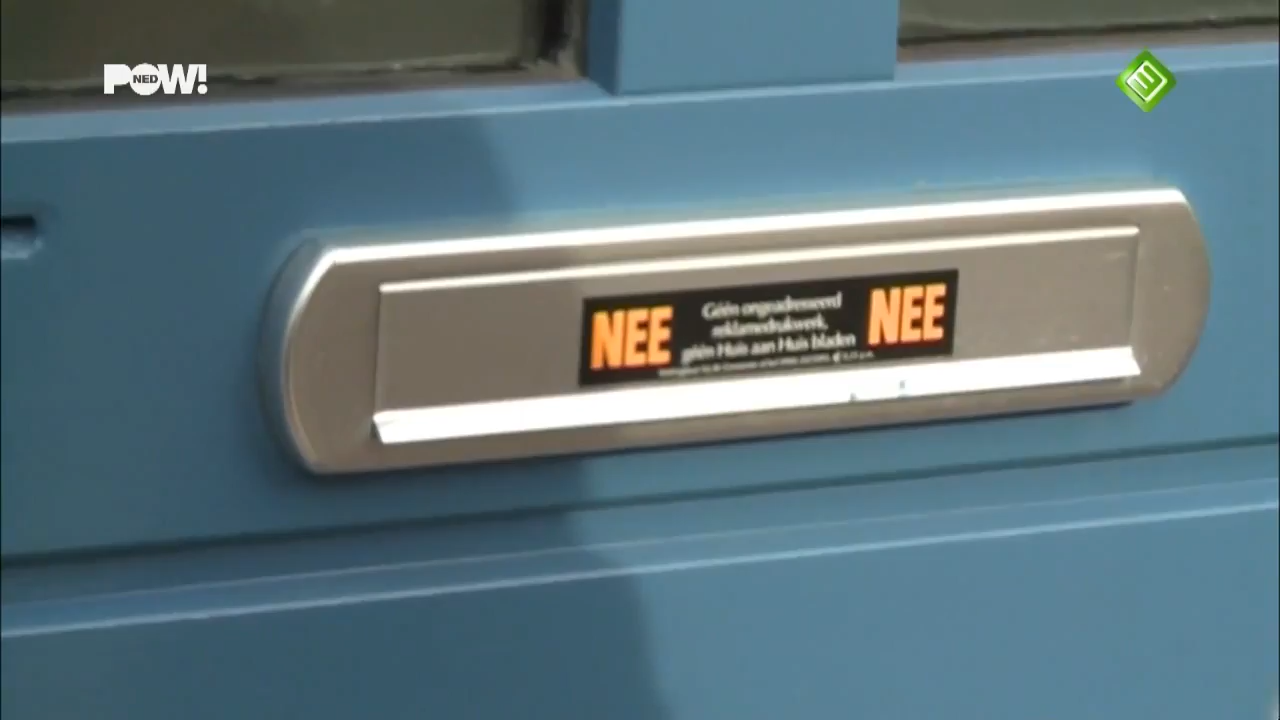 POW!
NED
NEE
Géén ongeadresseerd
reklamedrukwerk,
géén Huis aan Huis bladen
NEE